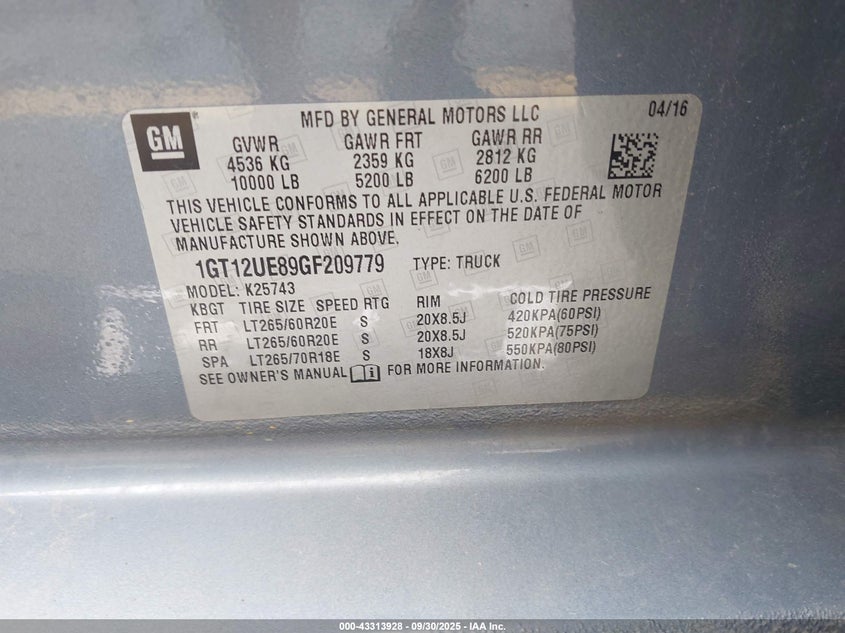 MFD BY GENERAL MOTORS LLC 04/16
GM
GVWR GAWR FRT GAWR RR
4536 KG 2359 KG 2812 KG
10000 LB 5200 LB 6200 LB
THIS VEHICLE CONFORMS TO ALL APPLICABLE U.S. FEDERAL MOTOR
VEHICLE SAFETY STANDARDS IN EFFECT ON THE DATE OF
MANUFACTURE SHOWN ABOVE.
1GT12UE89GF209779 TYPE: TRUCK
MODEL: K25743
KBGT TIRE SIZE SPEED RTG RIM COLD TIRE PRESSURE
FRT LT265/60R20E S 20X8.5J 420KPA(60PSI)
RR LT265/60R20E S 20X8.5J 520KPA(75PSI)
SPA LT265/70R18E S 18X8J 550KPA(80PSI)
SEE OWNER'S MANUAL i FOR MORE INFORMATION.
000-43313928 - 09/30/2025 - IAA Inc.